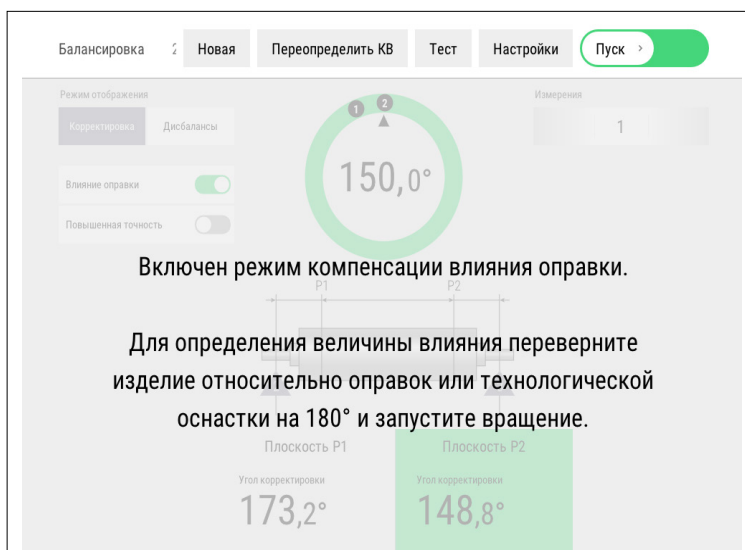 Балансировка 2 Новая Переопределить КВ Тест Настройки Пуск ›
Режим отображения
Измерения
Корректировка Дисбалансы
1 2
1
150,0°
Влияние оправки
Повышенная точность
Включен режим компенсации влияния оправки.
P1 P2
Для определения величины влияния переверните
изделие относительно оправок или технологической
оснастки на 180° и запустите вращение.
Плоскость P1 Плоскость P2
Угол корректировки Угол корректировки
173,2° 148,8°